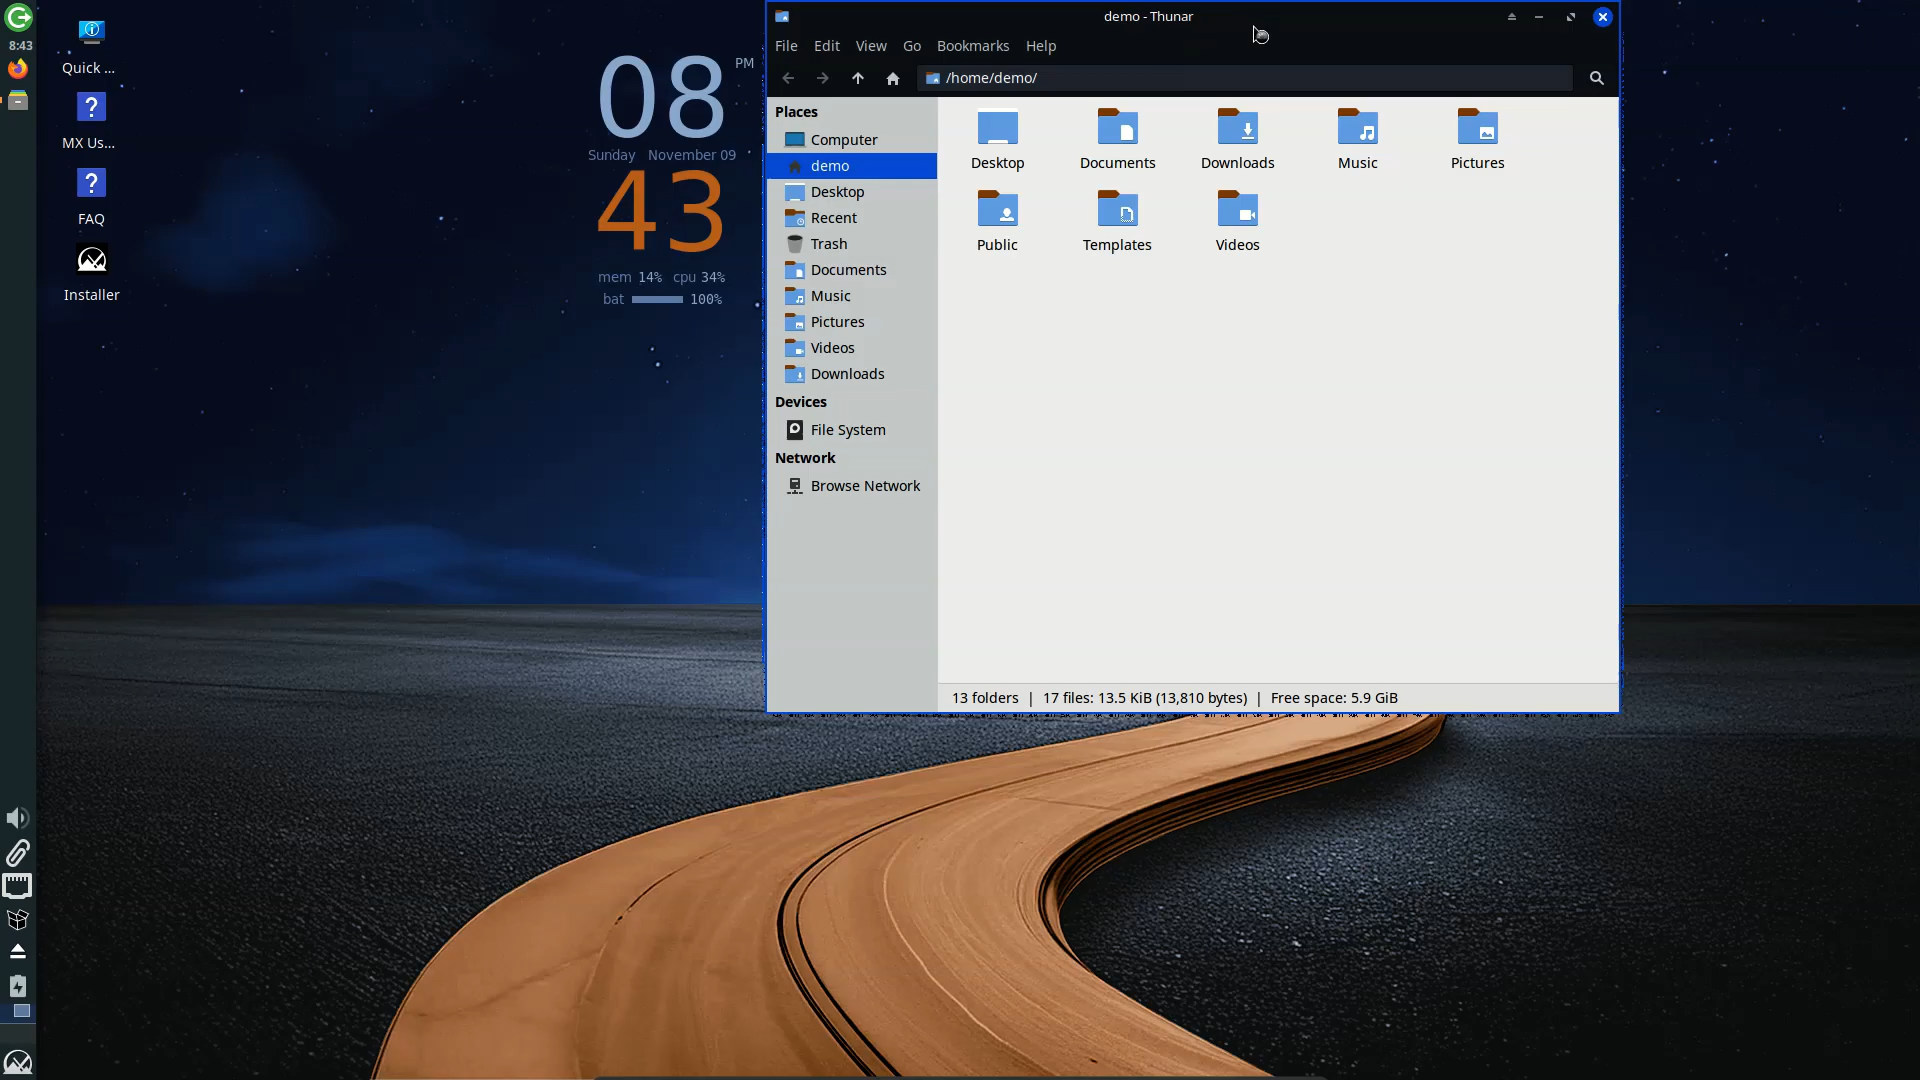 8:43
Quick ...
MX Us...
FAQ
Installer
08 PM
Sunday November 09
43
mem 14% cpu 34%
bat 100%
demo - Thunar
File Edit View Go Bookmarks Help
/home/demo/
Places
Computer
demo
Desktop
Recent
Trash
Documents
Music
Pictures
Videos
Downloads
Devices
File System
Network
Browse Network
Desktop Documents Downloads Music Pictures
Public Templates Videos
13 folders | 17 files: 13.5 KiB (13,810 bytes) | Free space: 5.9 GiB